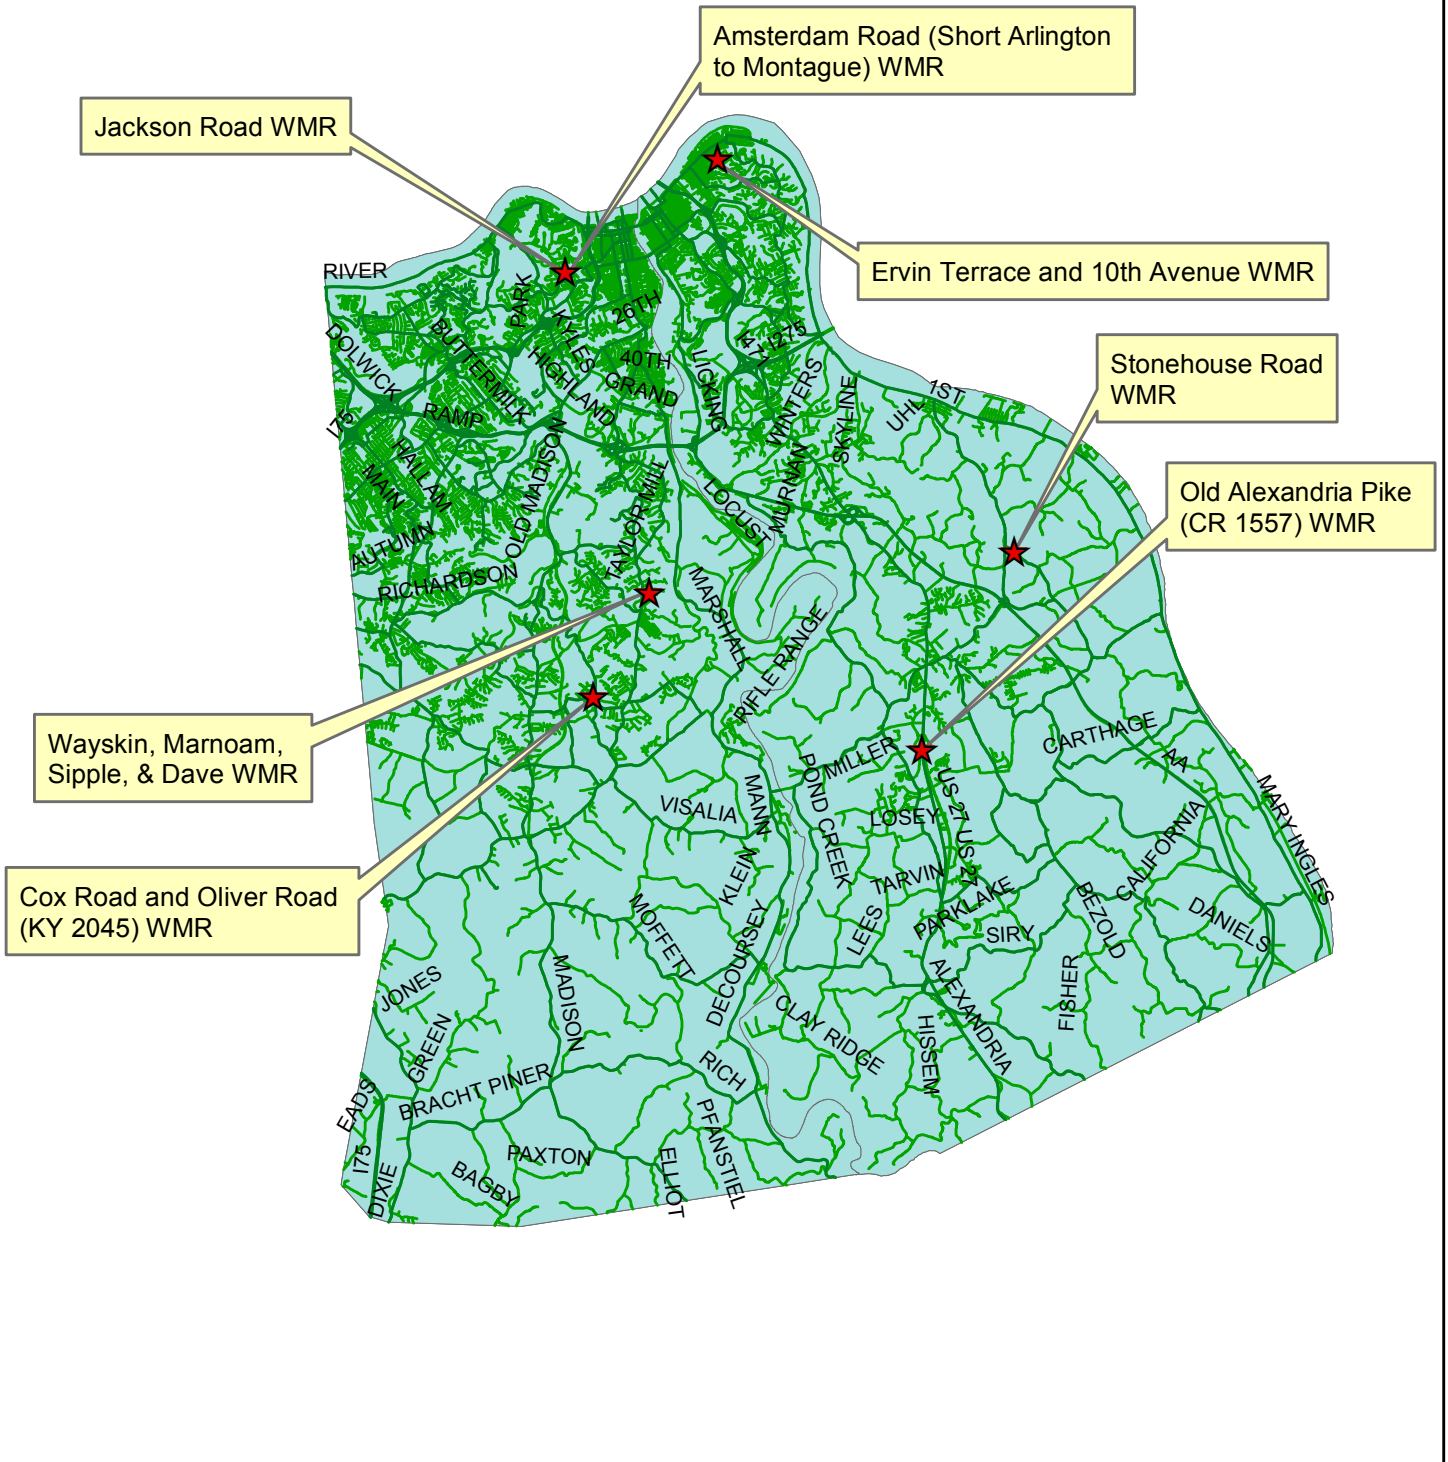 Amsterdam Road (Short Arlington
to Montague) WMR
Jackson Road WMR
Ervin Terrace and 10th Avenue WMR
Stonehouse Road
WMR
Old Alexandria Pike
(CR 1557) WMR
Wayskin, Marnoam,
Sipple, & Dave WMR
Cox Road and Oliver Road
(KY 2045) WMR
RIVER
PARK
26TH
KYLES
DOLWICK
BUTTERMILK
HIGHLAND
40TH
GRAND
LICKING
I471
I275
WINTERS
SKYLINE
UHL
1ST
I75
RAMP
HALLAM
MAIN
OLD MADISON
TAYLOR MILL
LOCUST
MURNAN
AUTUMN
RICHARDSON
MARSHALL
RIFLE RANGE
CARTHAGE
AA
MILLER
POND CREEK
MANN
VISALIA
LOSEY
US 27
US 27
MARY INGLES
CALIFORNIA
KLEIN
TARVIN
PARKLAKE
BEZOLD
DANIELS
MOFFETT
LEES
SIRY
DECOURSEY
JONES
MADISON
ALEXANDRIA
FISHER
CLAY RIDGE
HISSEM
GREEN
RICH
EADS
BRACHT PINER
PFANSTIEL
I75
PAXTON
ELLIOT
DIXIE
BAGBY